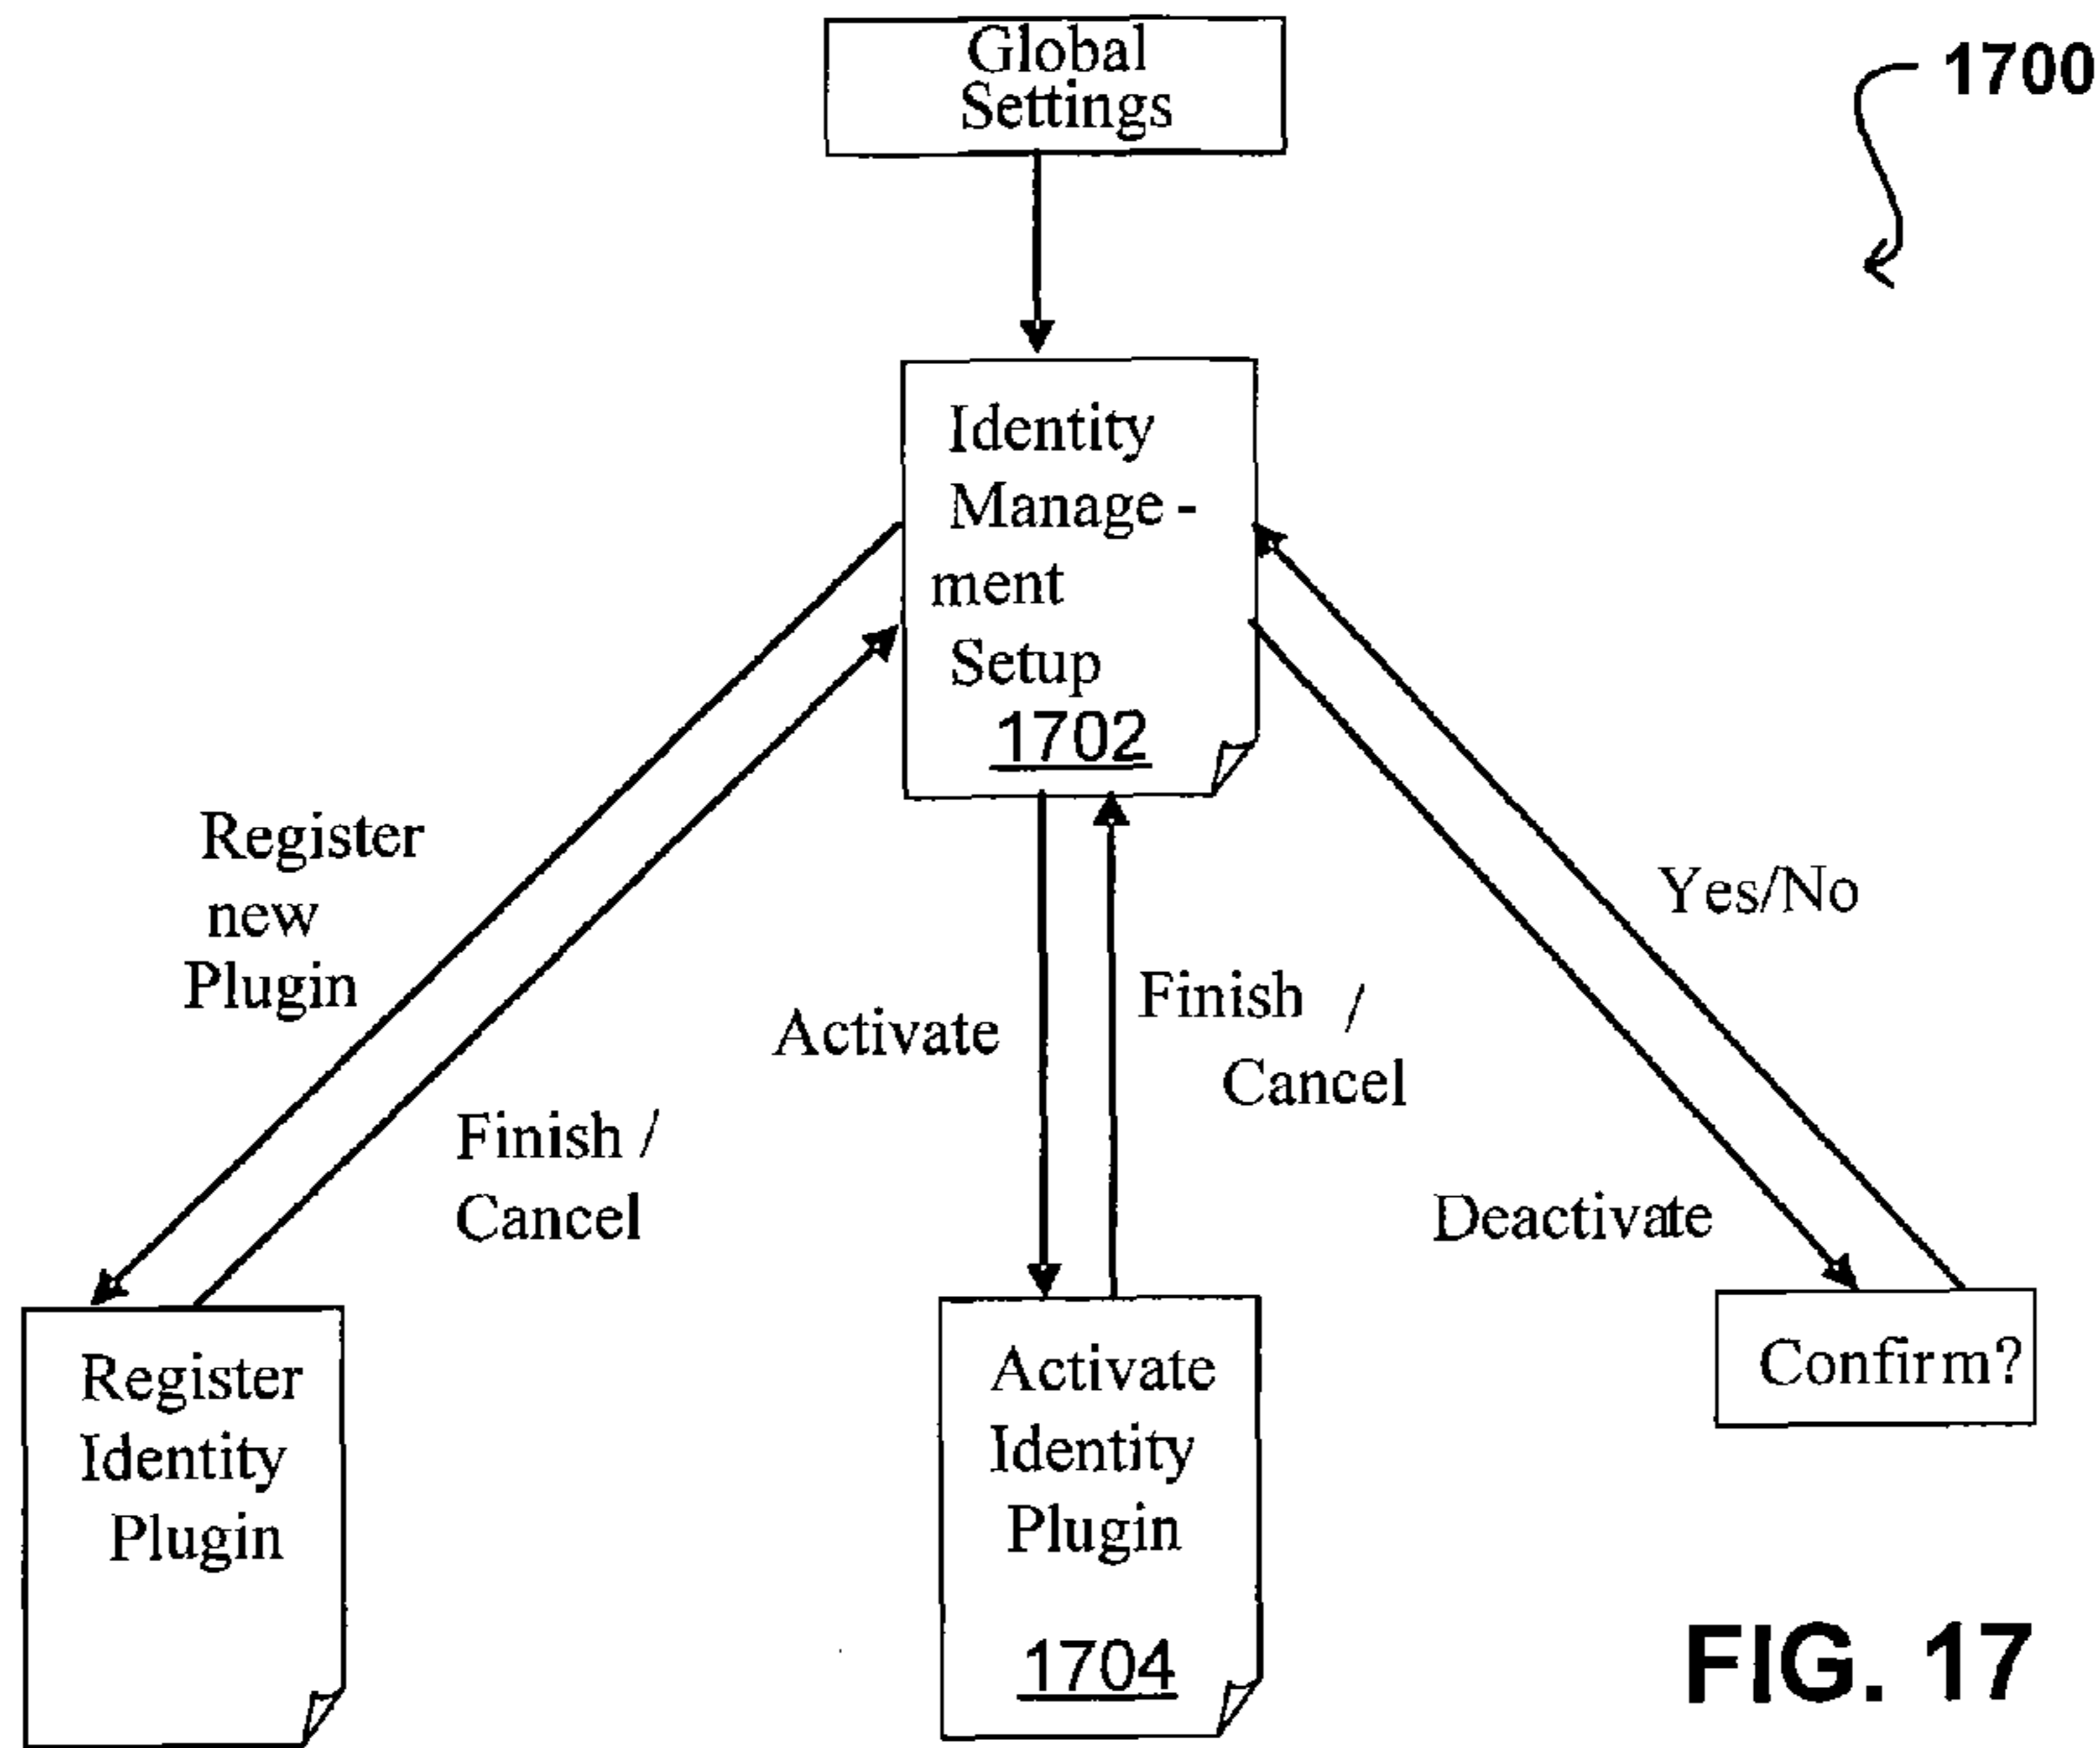 Global
Settings
1700
Identity
Manage -
ment
Setup
1702
Register
new
Plugin
Finish /
Cancel
Activate
Finish /
Cancel
Yes/No
Deactivate
Register
Identity
Plugin
Activate
Identity
Plugin
1704
Confirm?
FIG. 17